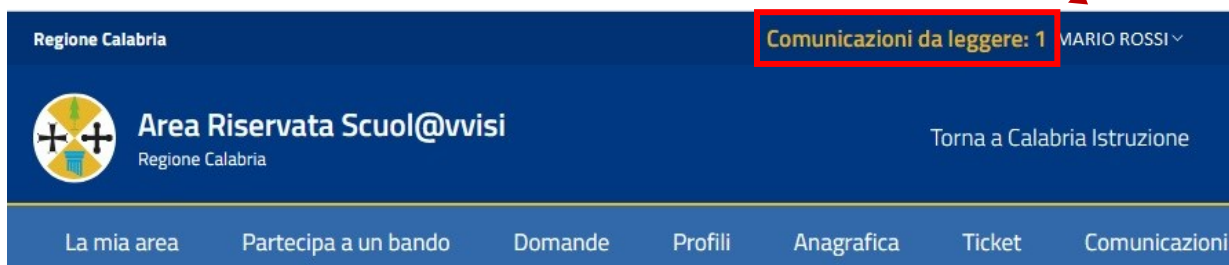 Regione Calabria Comunicazioni da leggere: 1 MARIO ROSSI
Area Riservata Scuol@vvisi
Regione Calabria
Torna a Calabria Istruzione
La mia area Partecipa a un bando Domande Profili Anagrafica Ticket Comunicazioni